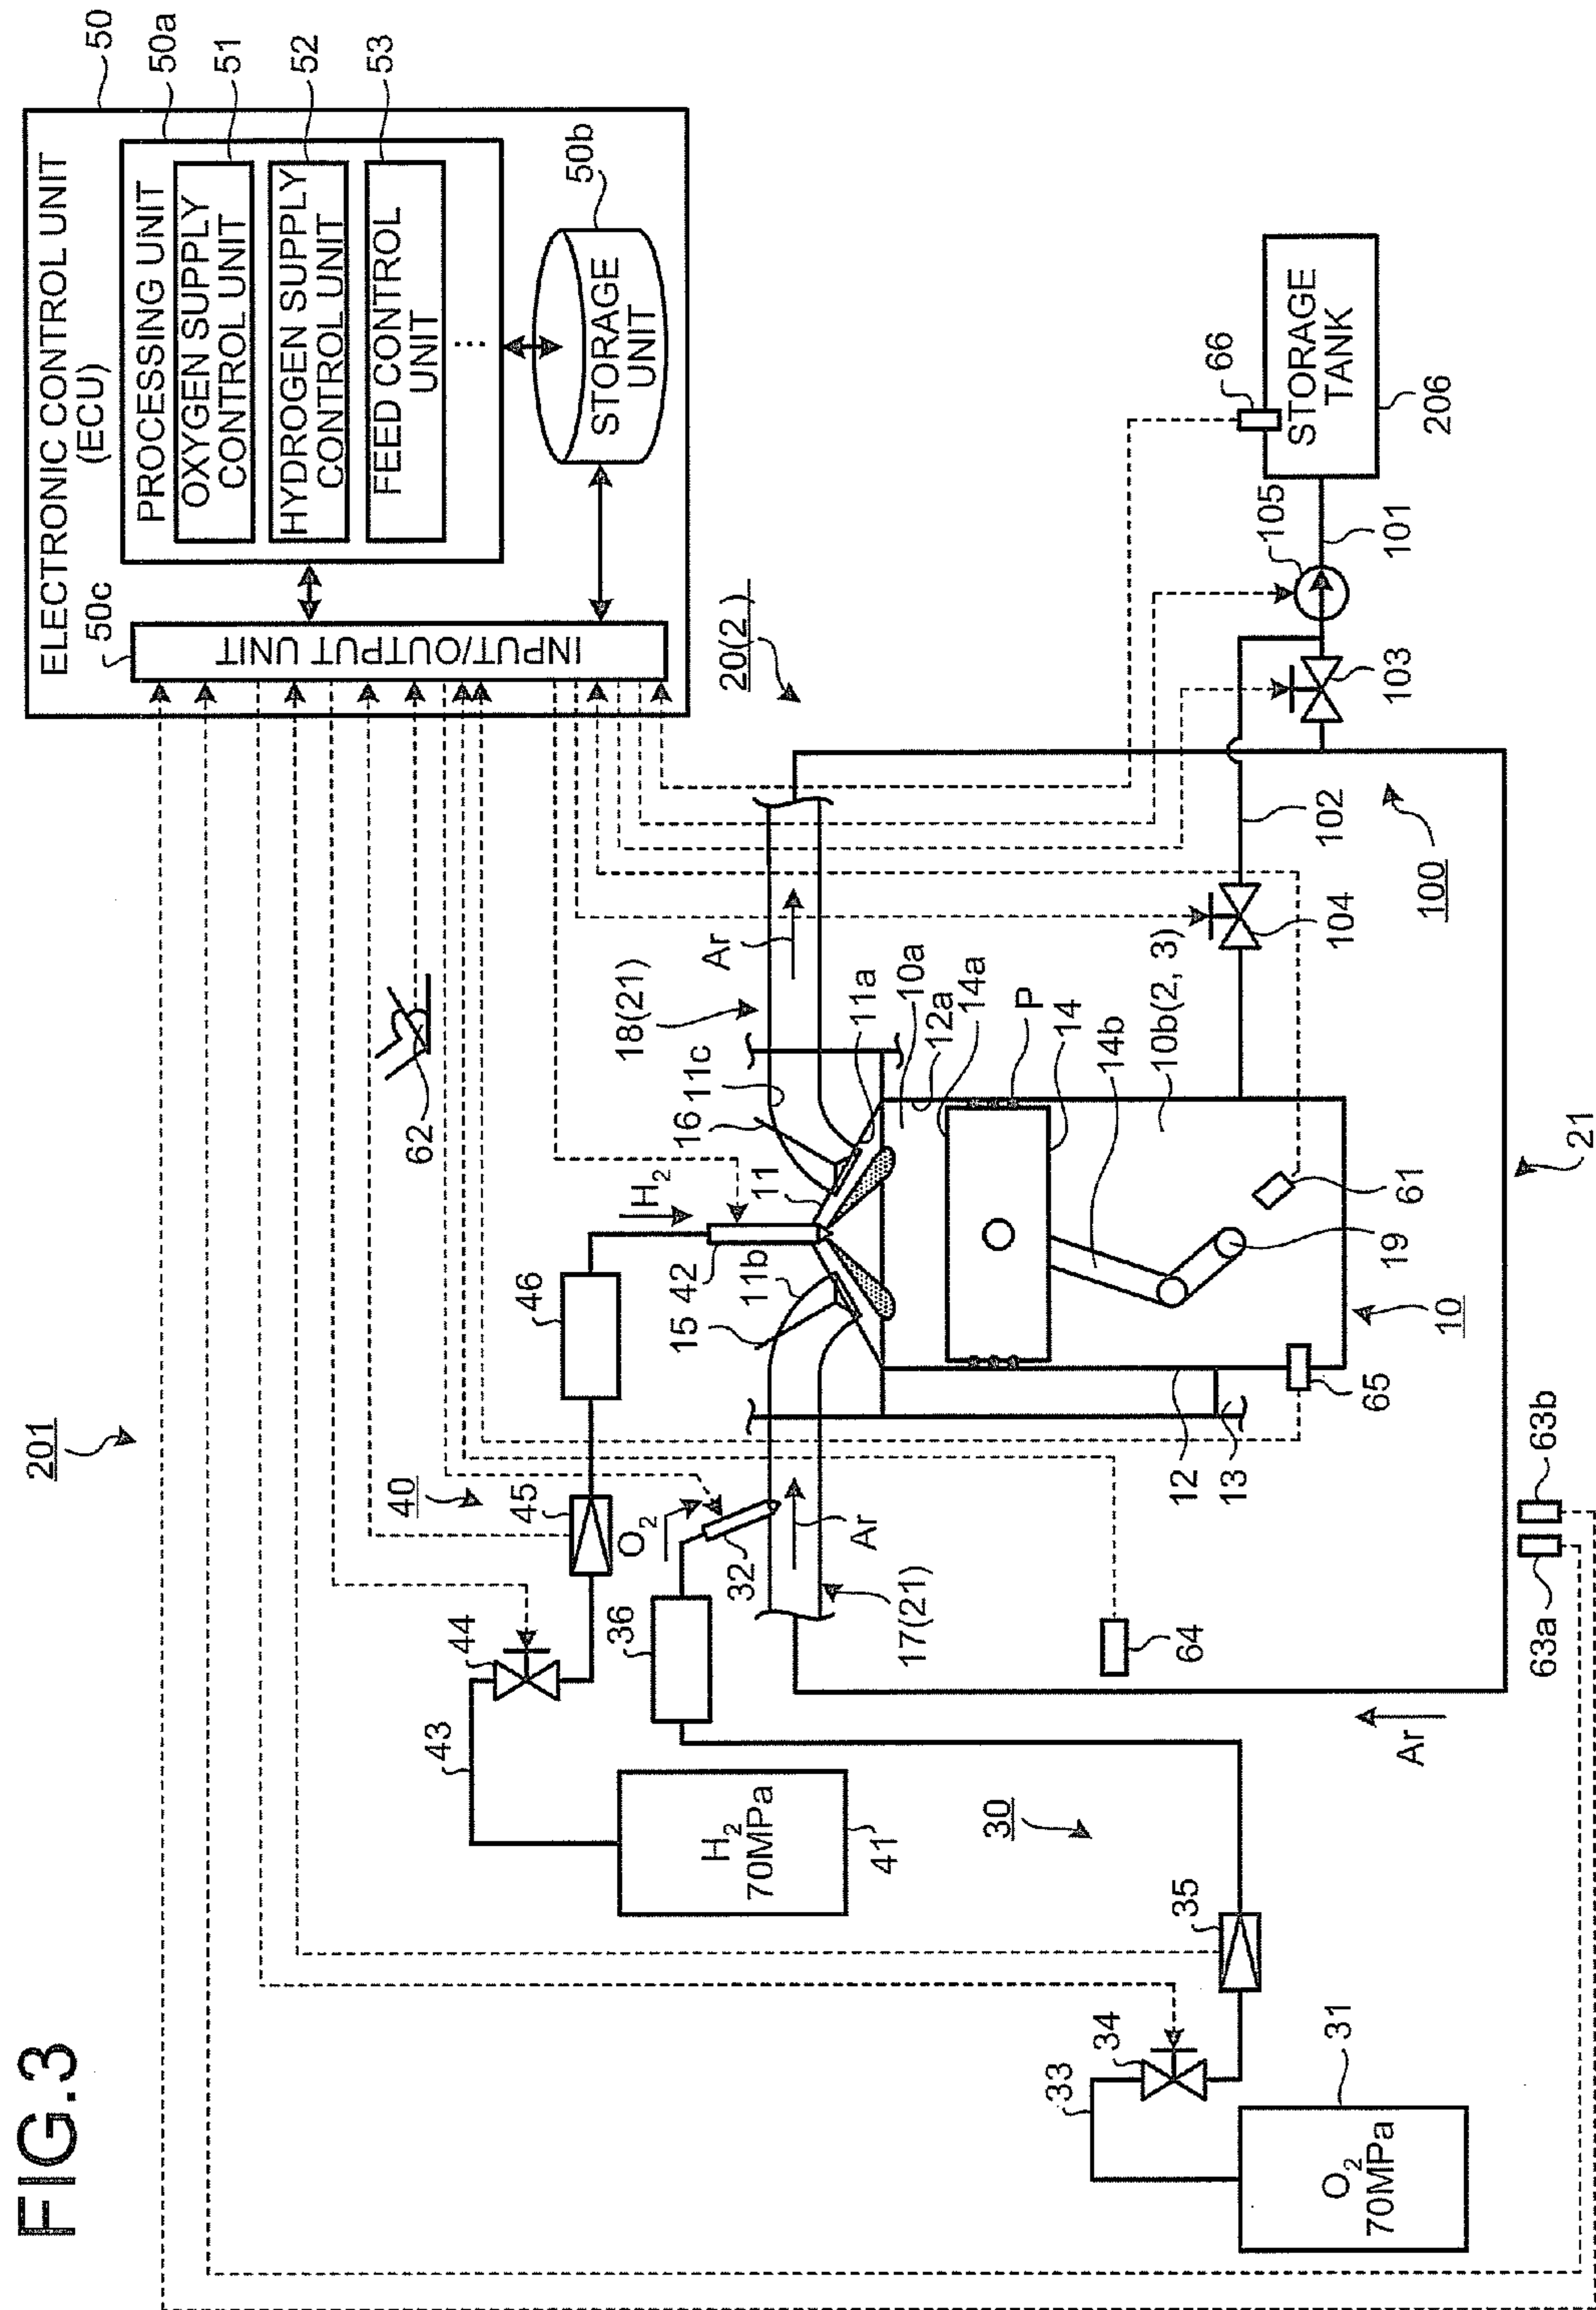 FIG.3
201
ELECTRONIC CONTROL UNIT
(ECU)
50
50c
INPUT/OUTPUT UNIT
PROCESSING UNIT
50a
OXYGEN SUPPLY
CONTROL UNIT
51
HYDROGEN SUPPLY
CONTROL UNIT
52
FEED CONTROL
UNIT
53
STORAGE
UNIT
50b
62
43
44
40
45
46
H2
H2
70MPa
41
36
O2
32
15
42
11b
11
16
11c
18(21)
Ar
20(2)
17(21)
Ar
11a
10a
12a
14a
P
14
14b
10b(2, 3)
30
64
12
13
65
10
19
61
104
102
100
103
105
101
66
STORAGE
TANK
206
33
34
35
O2
70MPa
31
Ar
63a
63b
21